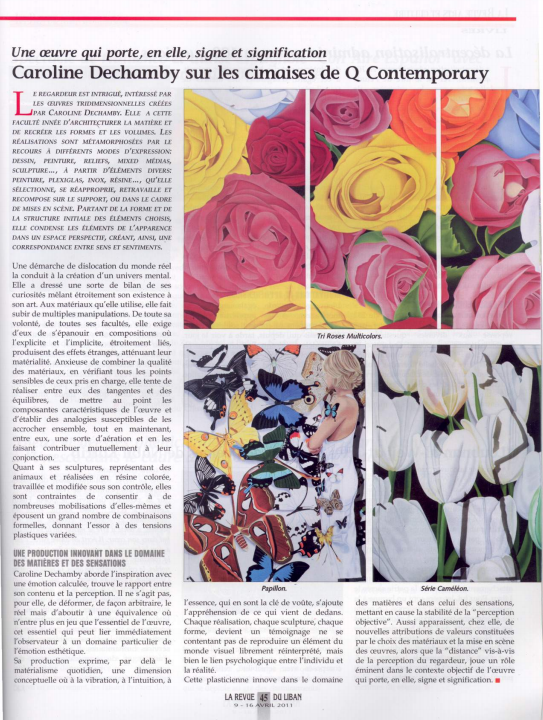 Une œuvre qui porte, en elle, signe et signification
Caroline Dechamby sur les cimaises de Q Contemporary
LE REGARDEUR EST INTRIGUÉ, INTÉRESSÉ PAR
LES ŒUVRES TRIDIMENSIONNELLES CRÉÉES
PAR CAROLINE DECHAMBY. ELLE A CETTE
FACULTÉ INNÉE D'ARCHITECTURER LA MATIÈRE ET
DE RECRÉER LES FORMES ET LES VOLUMES. LES
RÉALISATIONS SONT MÉTAMORPHOSÉES PAR LE
RECOURS À DIFFÉRENTS MODES D'EXPRESSION:
DESSIN, PEINTURE, RELIEFS, MIXED MÉDIAS,
SCULPTURE..., À PARTIR D'ÉLÉMENTS DIVERS:
PEINTURE, PLEXIGLAS, INOX, RÉSINE..., QU'ELLE
SÉLECTIONNE, SE RÉAPPROPRIE, RETRAVAILLE ET
RECOMPOSE SUR LE SUPPORT, OU DANS LE CADRE
DE MISES EN SCÈNE. PARTANT DE LA FORME ET DE
LA STRUCTURE INITIALE DES ÉLÉMENTS CHOISIS,
ELLE CONDENSE LES ÉLÉMENTS DE L'APPARENCE
DANS UN ESPACE PERSPECTIF, CRÉANT, AINSI, UNE
CORRESPONDANCE ENTRE SENS ET SENTIMENTS.
Une démarche de dislocation du monde réel
la conduit à la création d'un univers mental.
Elle a dressé une sorte de bilan de ses
curiosités mêlant étroitement son existence à
son art. Aux matériaux qu'elle utilise, elle fait
subir de multiples manipulations. De toute sa
volonté, de toutes ses facultés, elle exige
d'eux de s'épanouir en compositions où
l'explicite et l'implicite, étroitement liés,
produisent des effets étranges, atténuant leur
matérialité. Anxieuse de combiner la qualité
des matériaux, en vérifiant tous les points
sensibles de ceux pris en charge, elle tente de
réaliser entre eux des tangentes et des
équilibres, de mettre au point les
composantes caractéristiques de l'œuvre et
d'établir des analogies susceptibles de les
accrocher ensemble, tout en maintenant,
entre eux, une sorte d'aération et en les
faisant contribuer mutuellement à leur
conjonction.
Quant à ses sculptures, représentant des
animaux et réalisées en résine colorée,
travaillée et modifiée sous son contrôle, elles
sont contraintes de consentir à de
nombreuses mobilisations d'elles-mêmes et
épousent un grand nombre de combinaisons
formelles, donnant l'essor à des tensions
plastiques variées.
UNE PRODUCTION INNOVANT DANS LE DOMAINE
DES MATIÈRES ET DES SENSATIONS
Caroline Dechamby aborde l'inspiration avec
une émotion calculée, trouve le rapport entre
son contenu et la perception. Il ne s'agit pas,
pour elle, de déformer, de façon arbitraire, le
réel mais d'aboutir à une équivalence où
n'entre plus en jeu que l'essentiel de l'œuvre,
cet essentiel qui peut lier immédiatement
l'observateur à un domaine particulier de
l'émotion esthétique.
Sa production exprime, par delà le
matérialisme quotidien, une dimension
conceptuelle où à la vibration, à l'intuition, à
Tri Roses Multicolors.
Papillon.
Série Caméléon.
l'essence, qui en sont la clé de voûte, s'ajoute
l'appréhension de ce qui vient de dedans.
Chaque réalisation, chaque sculpture, chaque
forme, devient un témoignage ne se
contentant pas de reproduire un élément du
monde visuel librement réinterprété, mais
bien le lien psychologique entre l'individu et
la réalité.
Cette plasticienne innove dans le domaine
des matières et dans celui des sensations,
mettant en cause la stabilité de la "perception
objective". Aussi apparaissent, chez elle, de
nouvelles attributions de valeurs constituées
par le choix des matériaux et la mise en scène
des œuvres, alors que la "distance" vis-à-vis
de la perception du regardeur, joue un rôle
éminent dans le contexte objectif de l'œuvre
qui porte, en elle, signe et signification.
LA REVUE 45 DU LIBAN
9 - 16 AVRIL 2011